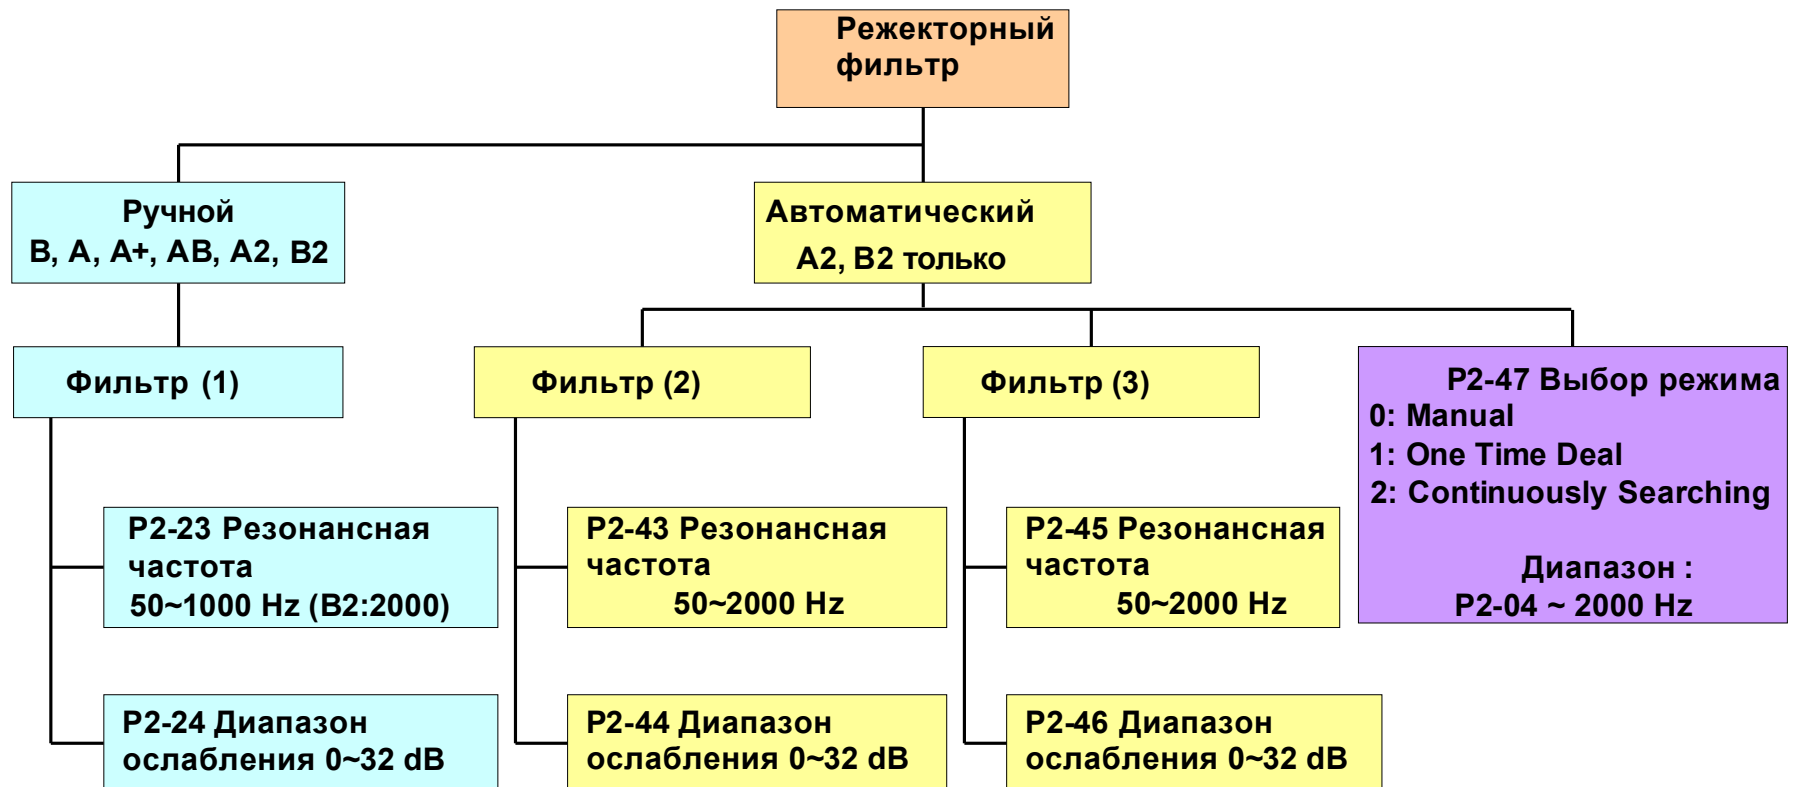 Режекторный
фильтр
Ручной
B, A, A+, AB, A2, B2
Автоматический
A2, B2 только
Фильтр (1)
Фильтр (2)
Фильтр (3)
P2-47 Выбор режима
0: Manual
1: One Time Deal
2: Continuously Searching
Диапазон :
P2-04 ~ 2000 Hz
P2-23 Резонансная
частота
50~1000 Hz (B2:2000)
P2-43 Резонансная
частота
50~2000 Hz
P2-45 Резонансная
частота
50~2000 Hz
P2-24 Диапазон
ослабления 0~32 dB
P2-44 Диапазон
ослабления 0~32 dB
P2-46 Диапазон
ослабления 0~32 dB